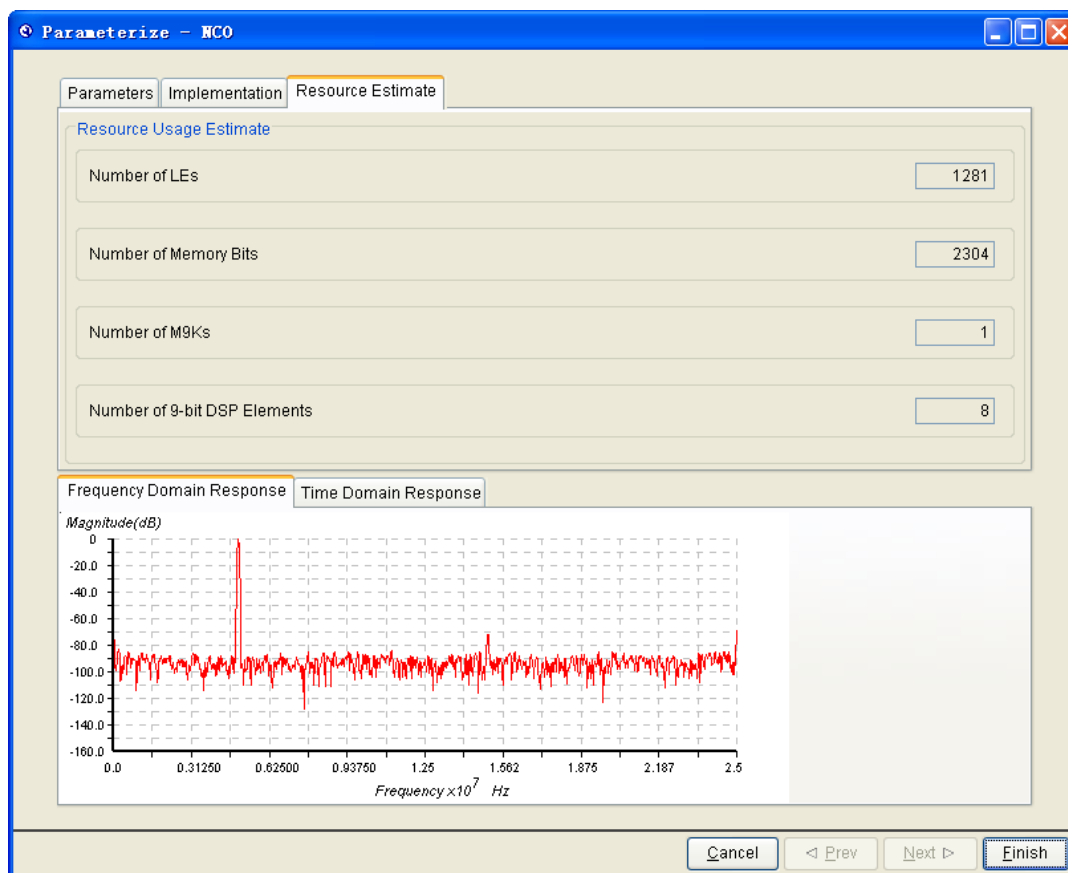 Parameterize - NCO
Parameters Implementation Resource Estimate
Resource Usage Estimate
Number of LEs 1281
Number of Memory Bits 2304
Number of M9Ks 1
Number of 9-bit DSP Elements 8
Frequency Domain Response Time Domain Response
Magnitude(dB)
0
-20.0
-40.0
-60.0
-80.0
-100.0
-120.0
-140.0
-160.0
0.0 0.31250 0.62500 0.93750 1.25 1.562 1.875 2.187 2.5
Frequency x10^7 Hz
Cancel ◁ Prev Next ▷ Finish